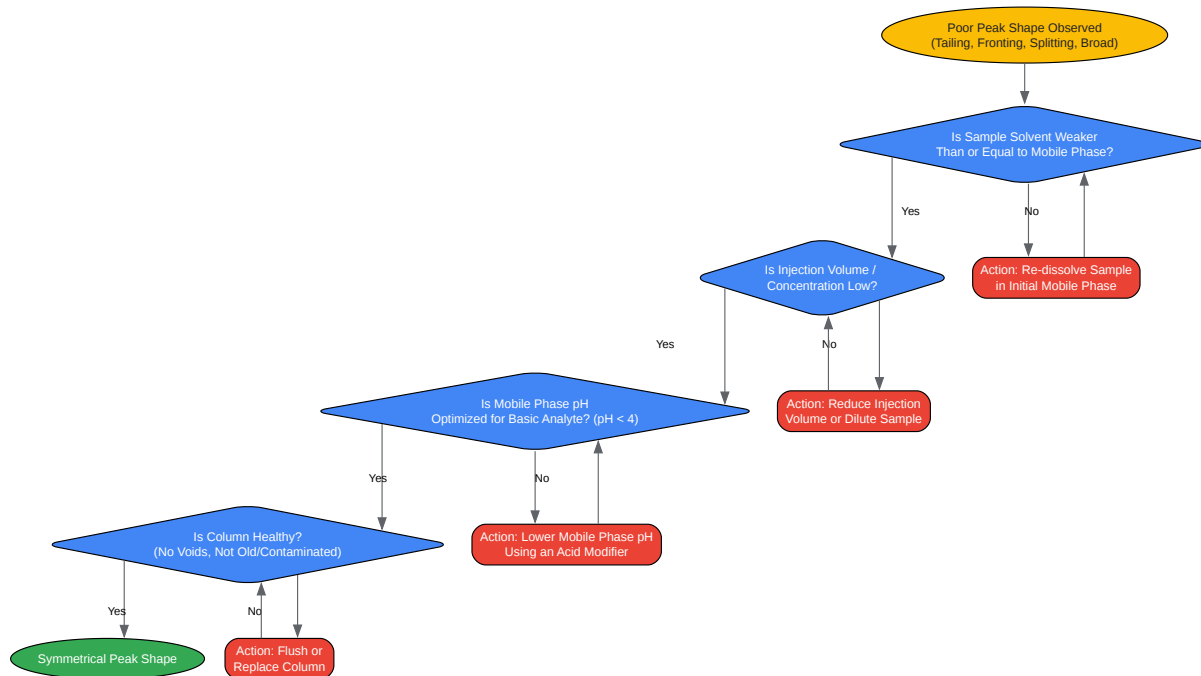 Poor Peak Shape Observed
(Tailing, Fronting, Splitting, Broad)
Is Sample Solvent Weaker
Than or Equal to Mobile Phase?
Yes
No
Is Injection Volume /
Concentration Low?
Action: Re-dissolve Sample
in Initial Mobile Phase
Yes
No
Is Mobile Phase pH
Optimized for Basic Analyte? (pH < 4)
Action: Reduce Injection
Volume or Dilute Sample
Yes
No
Is Column Healthy?
(No Voids, Not Old/Contaminated)
Action: Lower Mobile Phase pH
Using an Acid Modifier
Yes
No
Symmetrical Peak Shape
Action: Flush or
Replace Column